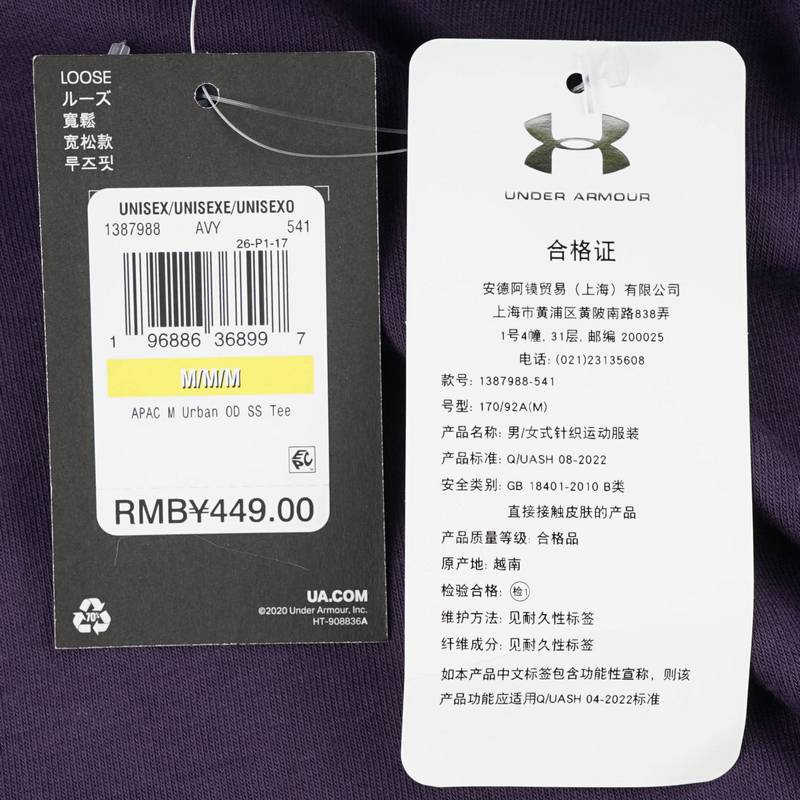 LOOSE
ルーズ
寬鬆
宽松款
루즈핏
UNISEX/UNISEXE/UNISEXO
1387988 AVY 541
26-P1-17
1 96886 36899 7
M/M/M
APAC M Urban OD SS Tee
EPC
RMB¥449.00
70%
UA.COM
©2020 Under Armour, Inc.
HT-908836A
UNDER ARMOUR
合格证
安德阿镆贸易（上海）有限公司
上海市黄浦区黄陂南路838弄
1号4幢, 31层, 邮编 200025
电话: (021)23135608
款号: 1387988-541
号型: 170/92A(M)
产品名称: 男/女式针织运动服装
产品标准: Q/UASH 08-2022
安全类别: GB 18401-2010 B类
直接接触皮肤的产品
产品质量等级: 合格品
原产地: 越南
检验合格: 检1
维护方法: 见耐久性标签
纤维成分: 见耐久性标签
如本产品中文标签包含功能性宣称，则该
产品功能应适用Q/UASH 04-2022标准